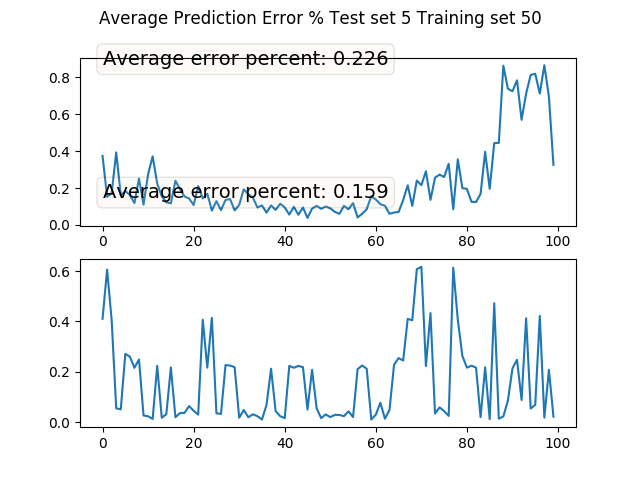 Average Prediction Error % Test set 5 Training set 50
Average error percent: 0.226
0.8
0.6
0.4
0.2
Average error percent: 0.159
0.0
0 20 40 60 80 100
0.6
0.4
0.2
0.0
0 20 40 60 80 100